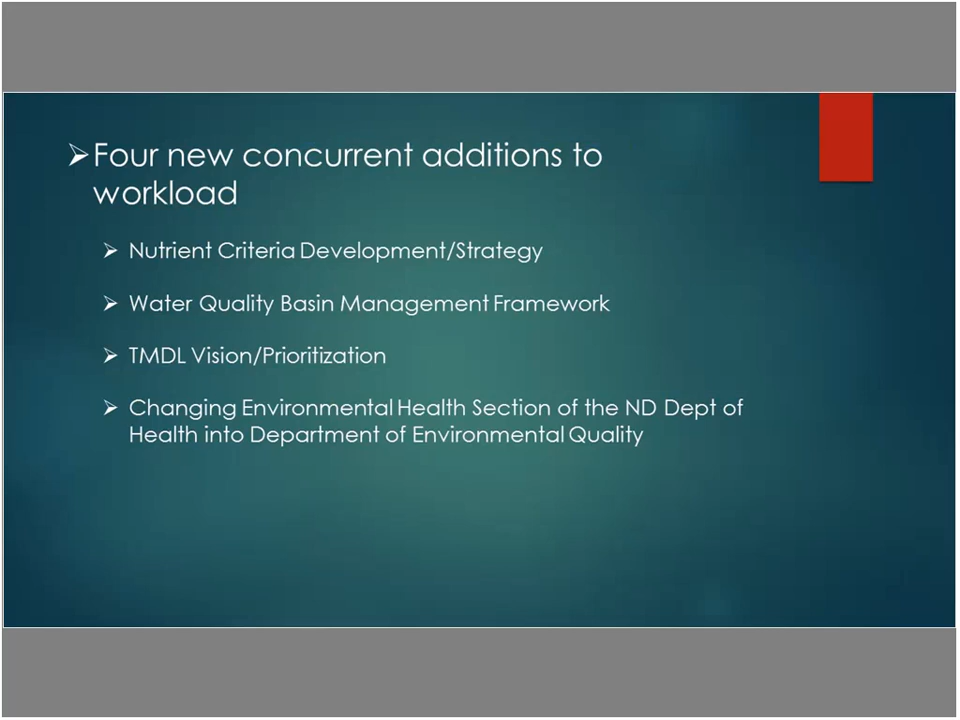 ➢Four new concurrent additions to
workload
➢ Nutrient Criteria Development/Strategy
➢ Water Quality Basin Management Framework
➢ TMDL Vision/Prioritization
➢ Changing Environmental Health Section of the ND Dept of
Health into Department of Environmental Quality